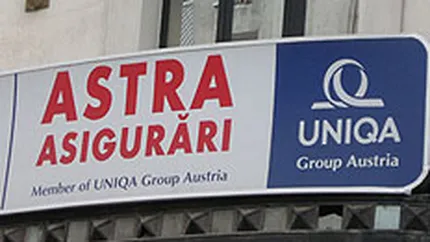 ASTRA
ASIGURĂRI
Member of UNIQA Group Austria
UNIQA
Group Austria